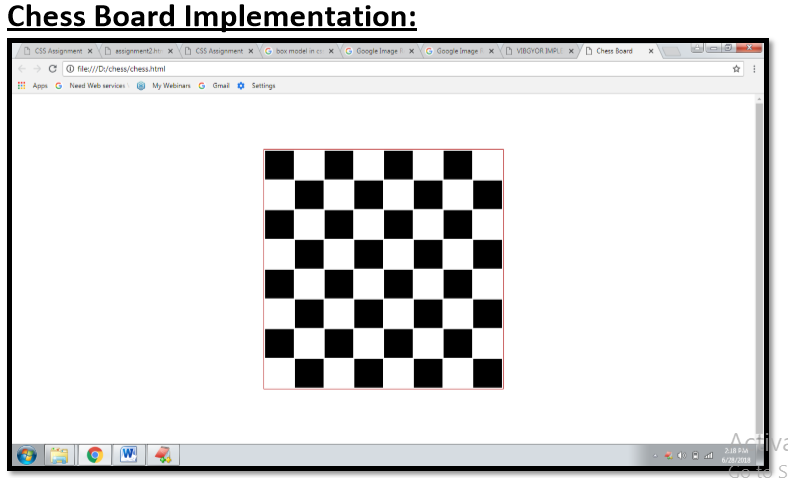 Chess Board Implementation:
CSS Assignment assignment2.ht CSS Assignment box model in cs Google Image Google Image VIBGYOR IMPLE Chess Board
file:///D:/chess/chess.html
Apps Need Web services My Webinars Gmail Settings
Activa
2:18 PM
6/28/2018
Go to S